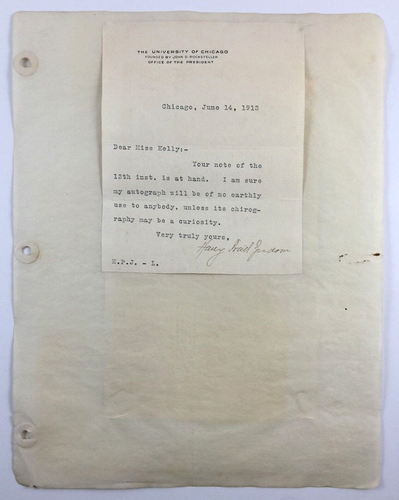 THE UNIVERSITY OF CHICAGO
FOUNDED BY JOHN D. ROCKEFELLER
OFFICE OF THE PRESIDENT
Chicago, June 14, 1913
Dear Miss Kelly;-
Your note of the
13th inst. is at hand. I am sure
my autograph will be of no earthly
use to anybody, unless its chirog-
raphy may be a curiosity.
Very truly yours,
Harry Pratt Judson
H.P.J. - L.